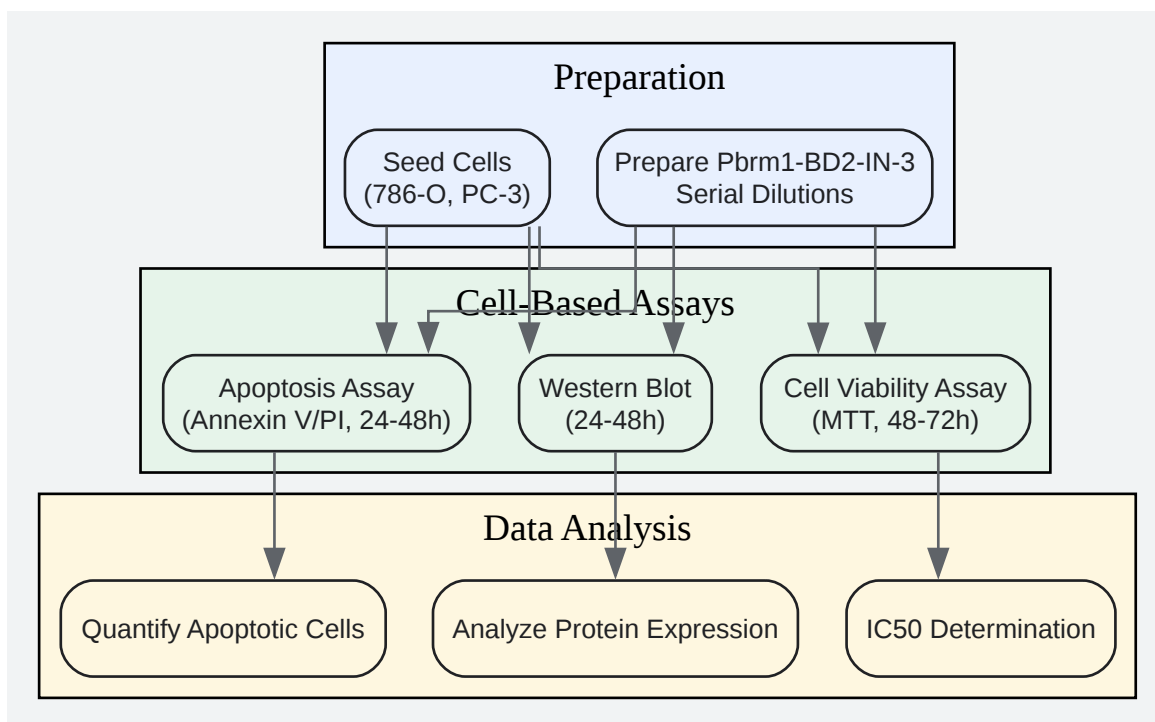 Preparation
Seed Cells
(786-O, PC-3)
Prepare Pbrm1-BD2-IN-3
Serial Dilutions
Cell-Based Assays
Apoptosis Assay
(Annexin V/PI, 24-48h)
Western Blot
(24-48h)
Cell Viability Assay
(MTT, 48-72h)
Data Analysis
Quantify Apoptotic Cells
Analyze Protein Expression
IC50 Determination